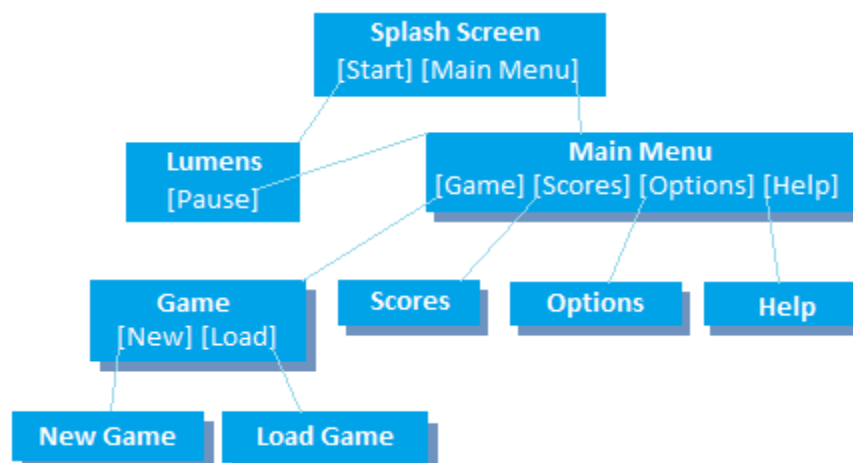 Splash Screen
[Start] [Main Menu]
Lumens
[Pause]
Main Menu
[Game] [Scores] [Options] [Help]
Game
[New] [Load]
Scores
Options
Help
New Game
Load Game